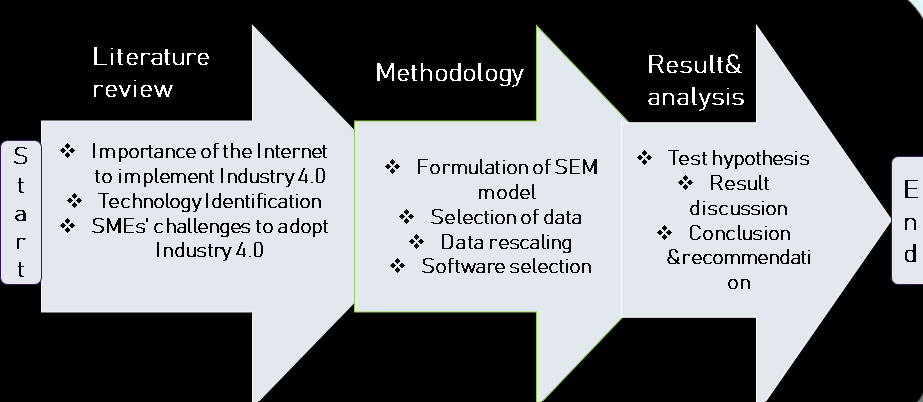 Start
Literature
review
❖ Importance of the Internet
to implement Industry 4.0
❖ Technology Identification
❖ SMEs' challenges to adopt
Industry 4.0
Methodology
❖ Formulation of SEM
model
❖ Selection of data
❖ Data rescaling
❖ Software selection
Result&
analysis
❖ Test hypothesis
❖ Result
discussion
❖ Conclusion
&recommendati
on
End